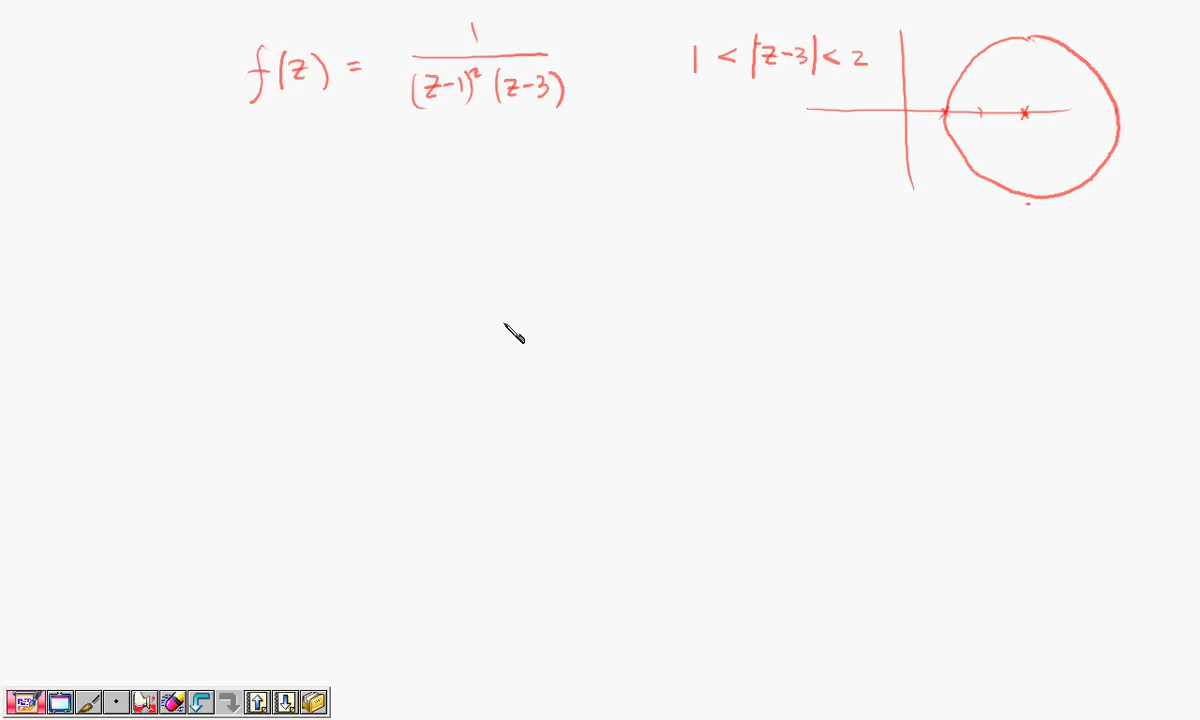 f(z) = 1 / (z-1)² (z-3)
1 < |z-3| < 2